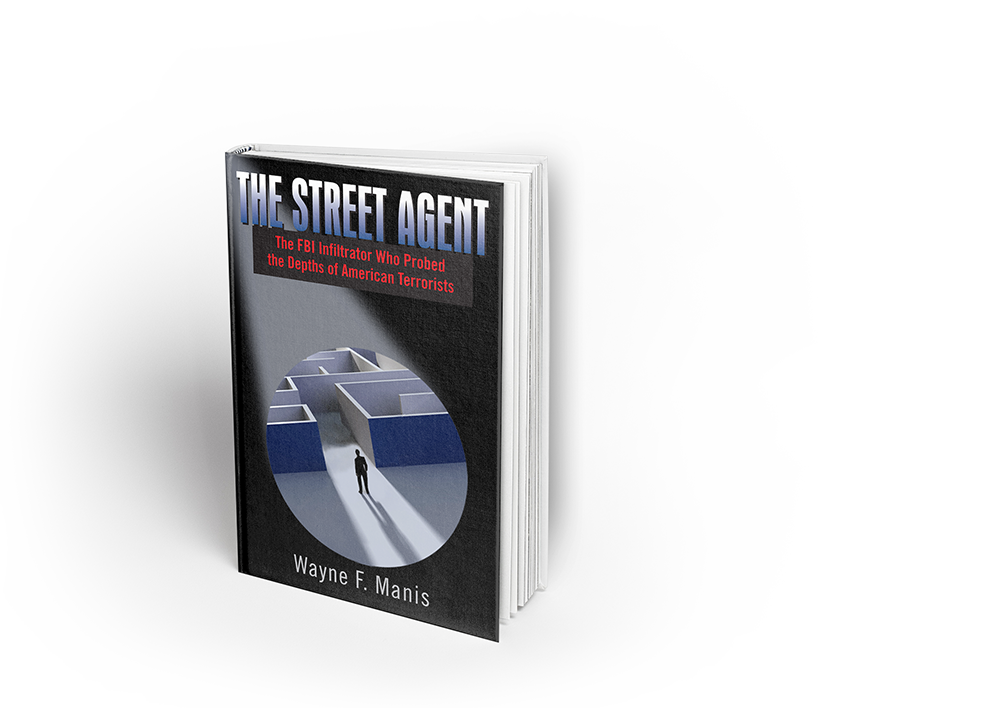 THE STREET AGENT
The FBI Infiltrator Who Probed
the Depths of American Terrorists
Wayne F. Manis